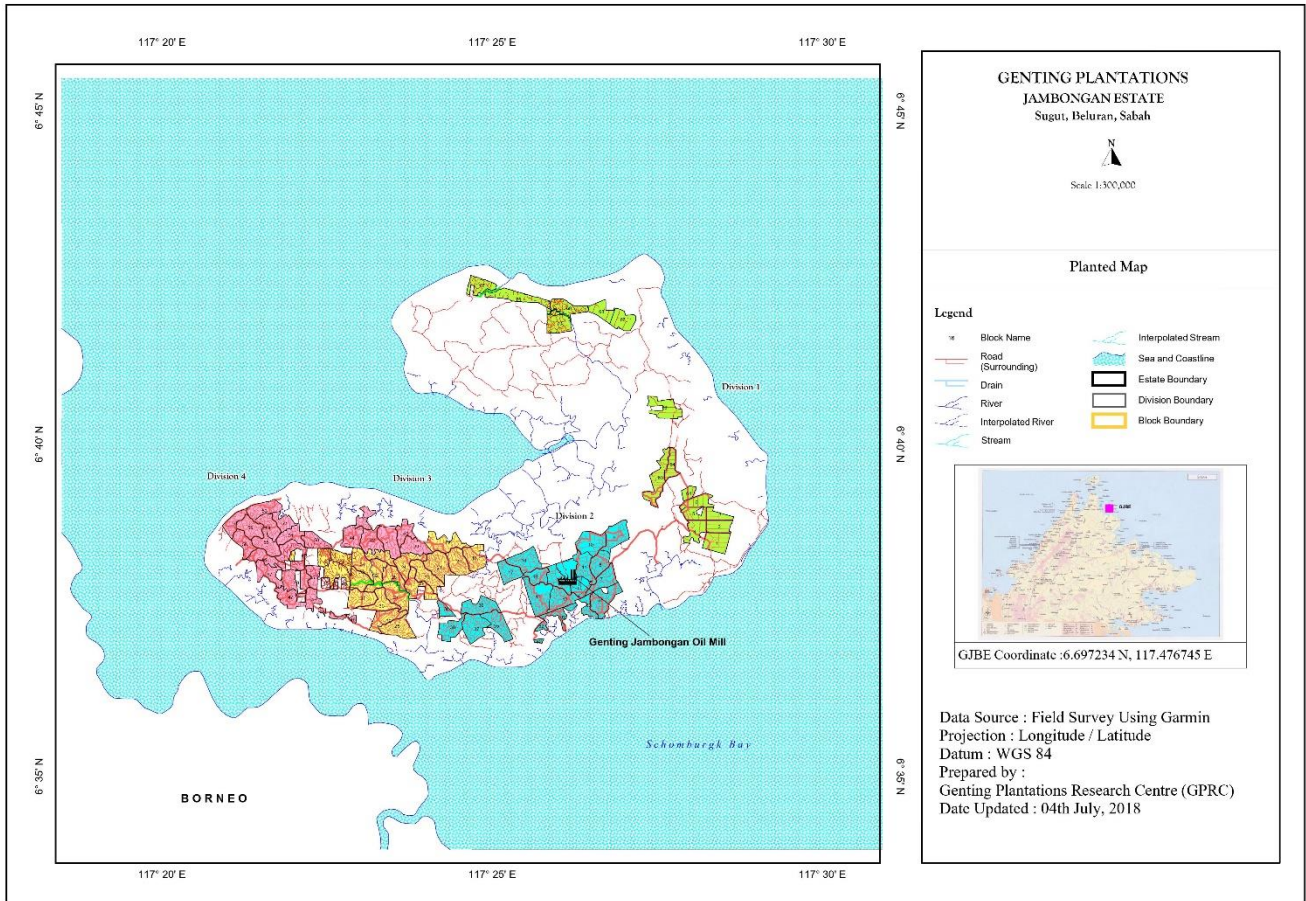 117° 20' E
117° 25' E
117° 30' E
6° 45' N
6° 45' N
6° 40' N
6° 40' N
6° 35' N
6° 35' N
Division 1
Division 4
Division 3
Division 2
Genting Jambongan Oil Mill
Schomburgk Bay
BORNEO
117° 20' E
117° 25' E
117° 30' E
GENTING PLANTATIONS
JAMBONGAN ESTATE
Sugut, Beluran, Sabah
N
Scale 1:300,000
Planted Map
Legend
Block Name
Road
(Surrounding)
Drain
River
Interpolated River
Stream
Interpolated Stream
Sea and Coastline
Estate Boundary
Division Boundary
Block Boundary
GJBE
GJBE Coordinate :6.697234 N, 117.476745 E
Data Source : Field Survey Using Garmin
Projection : Longitude / Latitude
Datum : WGS 84
Prepared by :
Genting Plantations Research Centre (GPRC)
Date Updated : 04th July, 2018